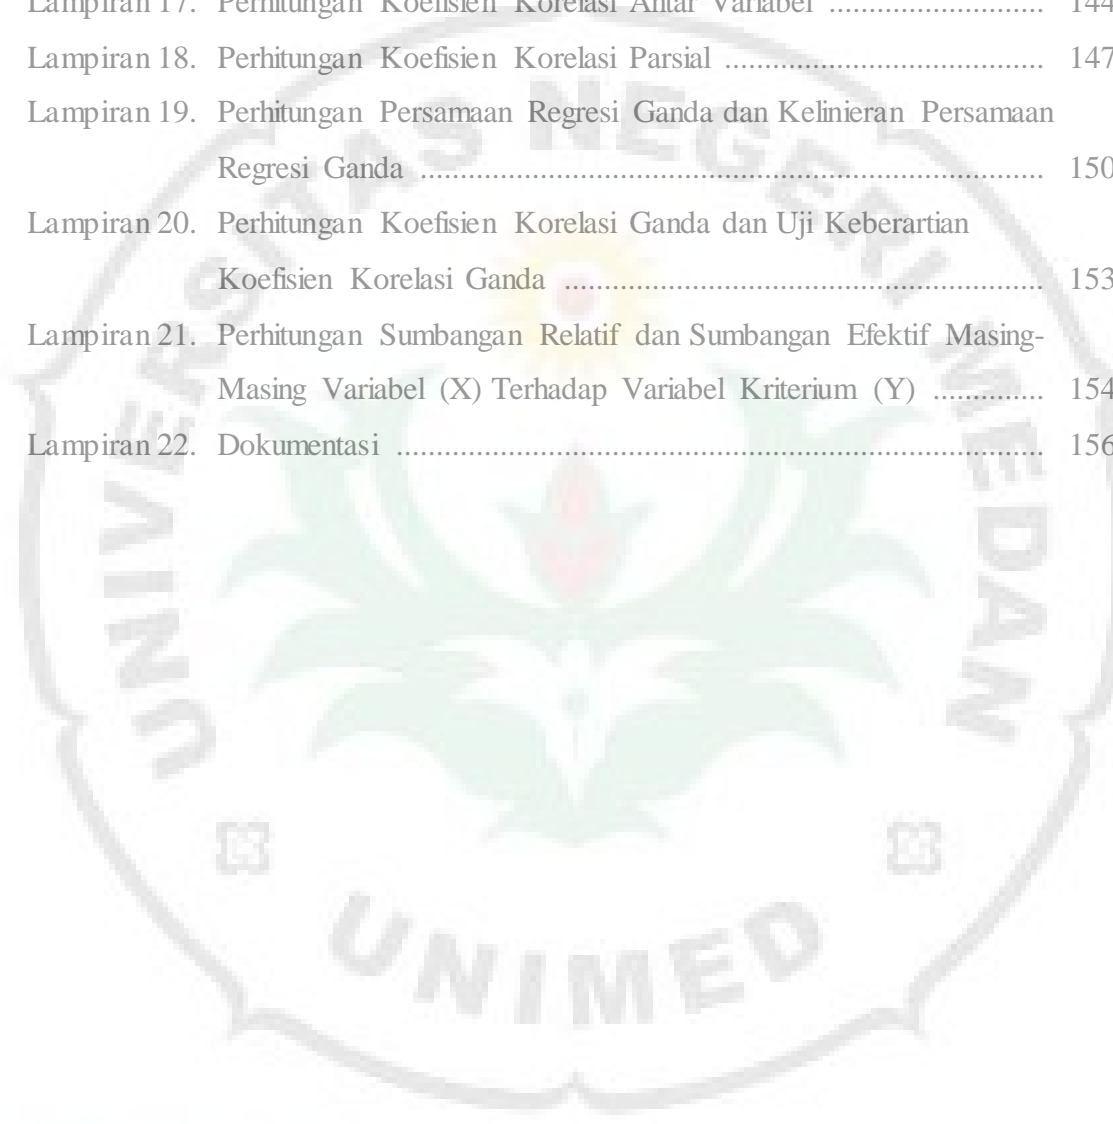 Lampiran 17. Perhitungan Koefisien Korelasi Antar Variabel ........................... 144
Lampiran 18. Perhitungan Koefisien Korelasi Parsial ........................................ 147
Lampiran 19. Perhitungan Persamaan Regresi Ganda dan Kelinieran Persamaan
Regresi Ganda .............................................................................. 150
Lampiran 20. Perhitungan Koefisien Korelasi Ganda dan Uji Keberartian
Koefisien Korelasi Ganda ............................................................ 153
Lampiran 21. Perhitungan Sumbangan Relatif dan Sumbangan Efektif Masing-
Masing Variabel (X) Terhadap Variabel Kriterium (Y) .............. 154
Lampiran 22. Dokumentasi ................................................................................. 156
UNIVERSITAS NEGERI MEDAN
UNIMED